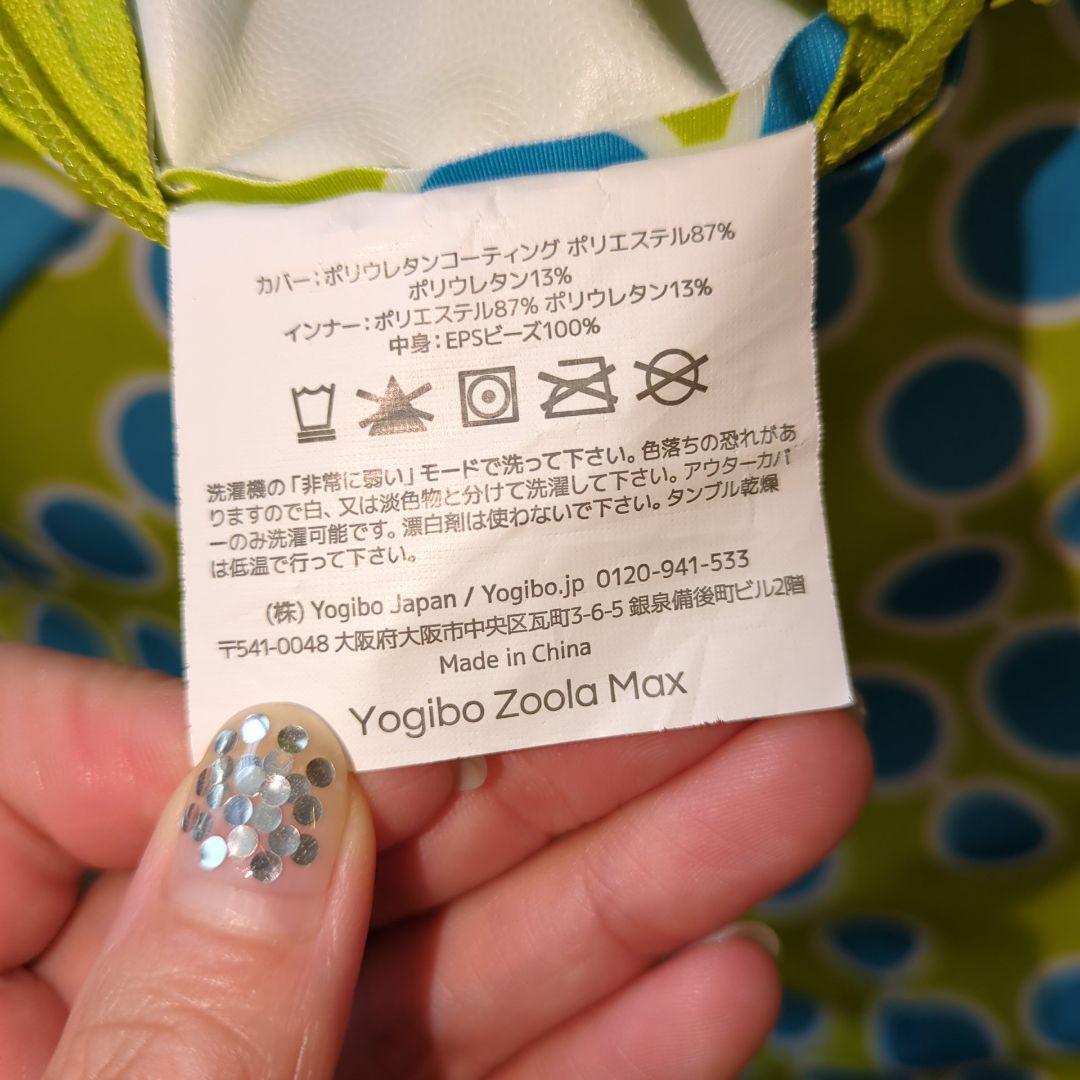 カバー：ポリウレタンコーティング ポリエステル87%
ポリウレタン13%
インナー：ポリエステル87% ポリウレタン13%
中身：EPSビーズ100%
洗濯機の「非常に弱い」モードで洗って下さい。色落ちの恐れがあ
りますので白、又は淡色物と分けて洗濯して下さい。アウターカバ
ーのみ洗濯可能です。漂白剤は使わないで下さい。タンブル乾燥
は低温で行って下さい。
(株) Yogibo Japan / Yogibo.jp 0120-941-533
〒541-0048 大阪府大阪市中央区瓦町3-6-5 銀泉備後町ビル2階
Made in China
Yogibo Zoola Max